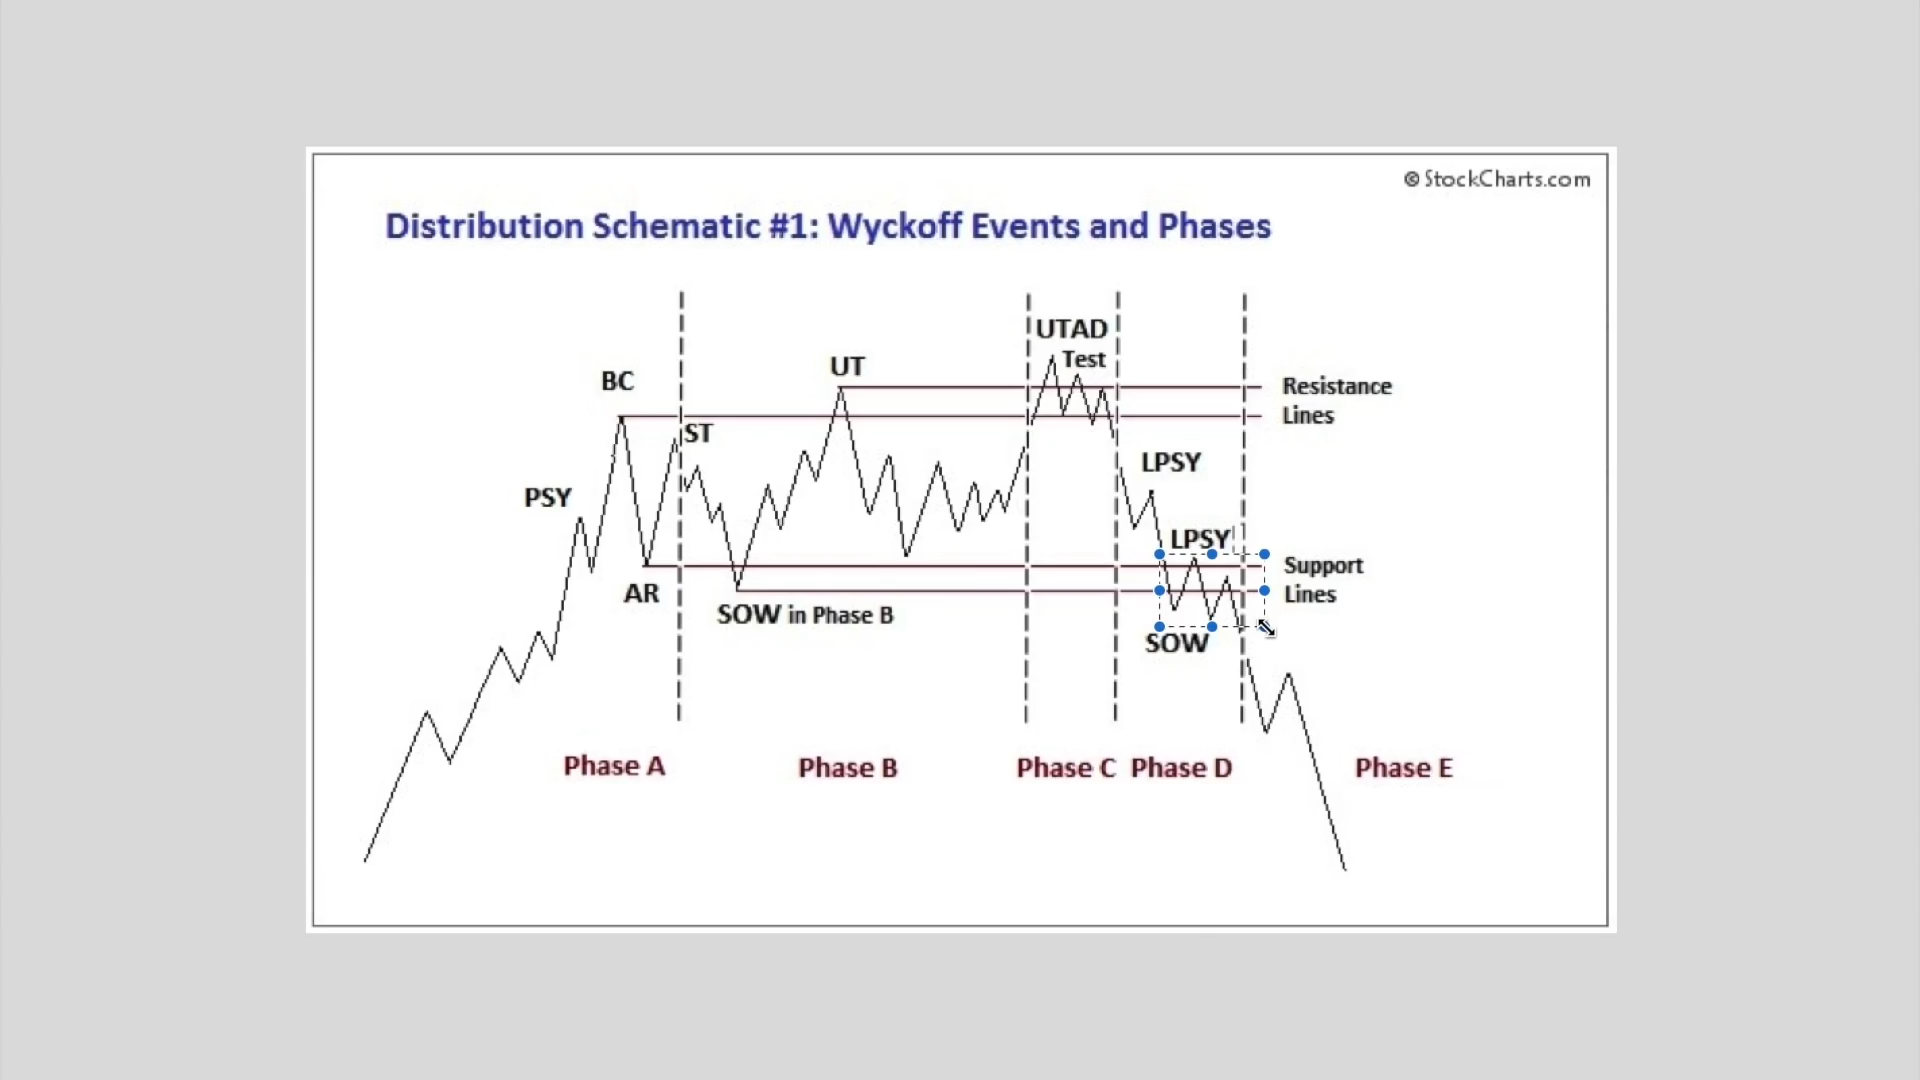 © StockCharts.com
Distribution Schematic #1: Wyckoff Events and Phases
UTAD
Test
UT
BC
Resistance
Lines
ST
LPSY
PSY
LPSY
Support
Lines
AR
SOW in Phase B
SOW
Phase A
Phase B
Phase C
Phase D
Phase E